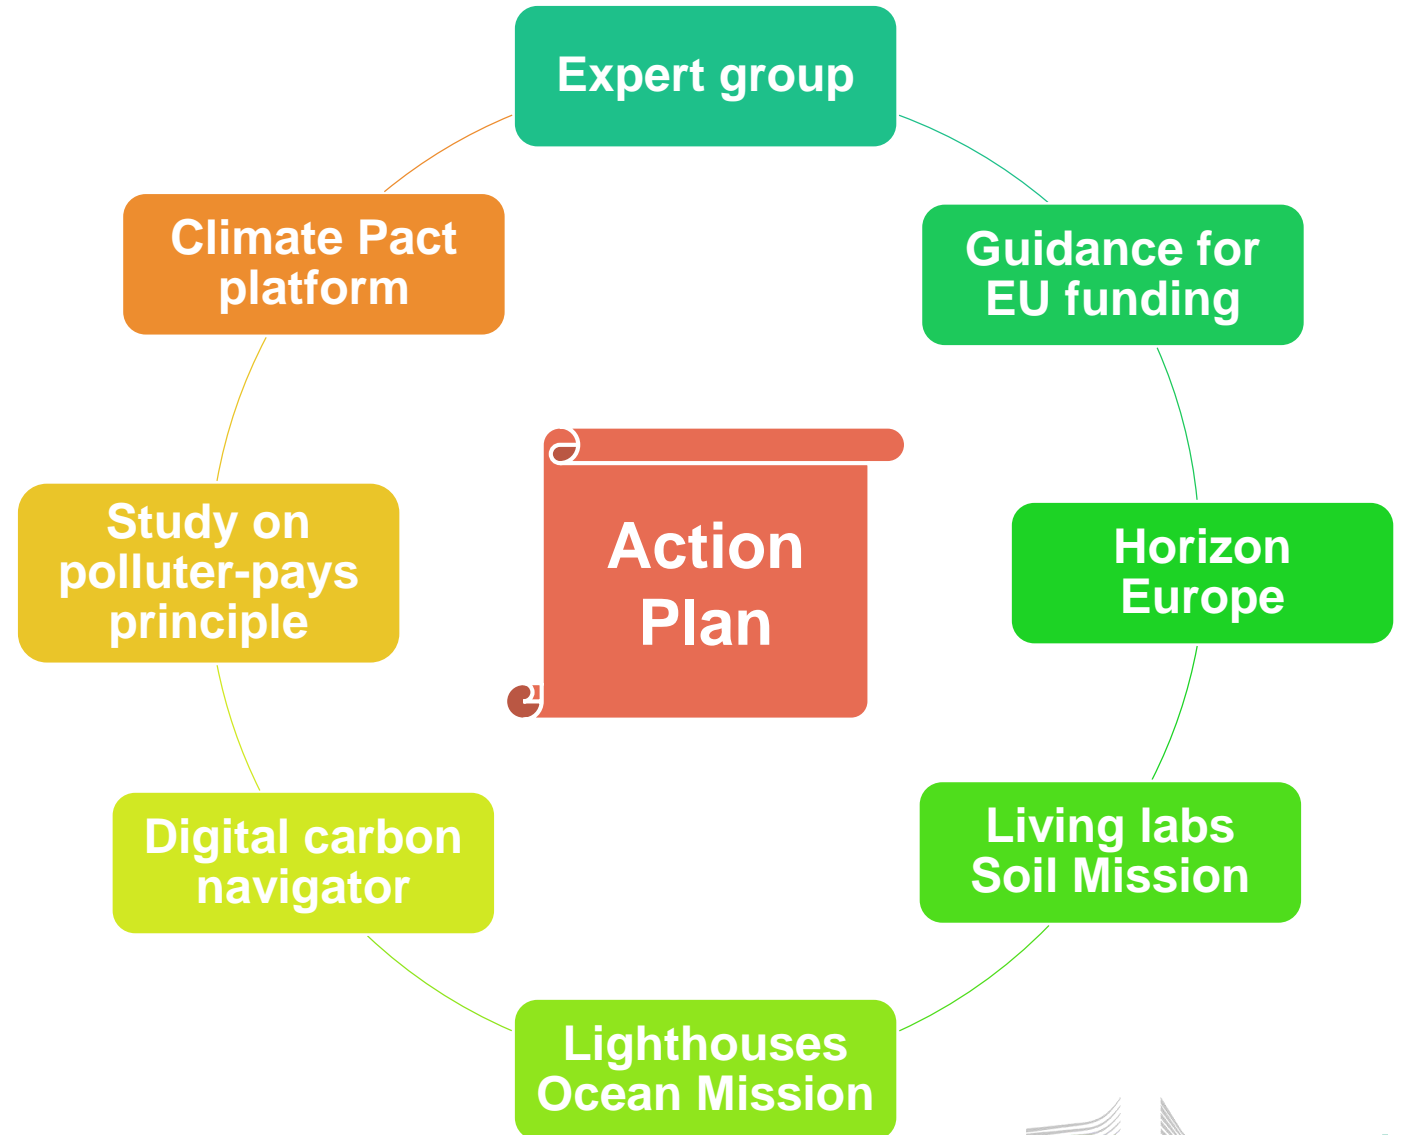 Expert group
Climate Pact
platform
Guidance for
EU funding
Study on
polluter-pays
principle
Action
Plan
Horizon
Europe
Digital carbon
navigator
Living labs
Soil Mission
Lighthouses
Ocean Mission